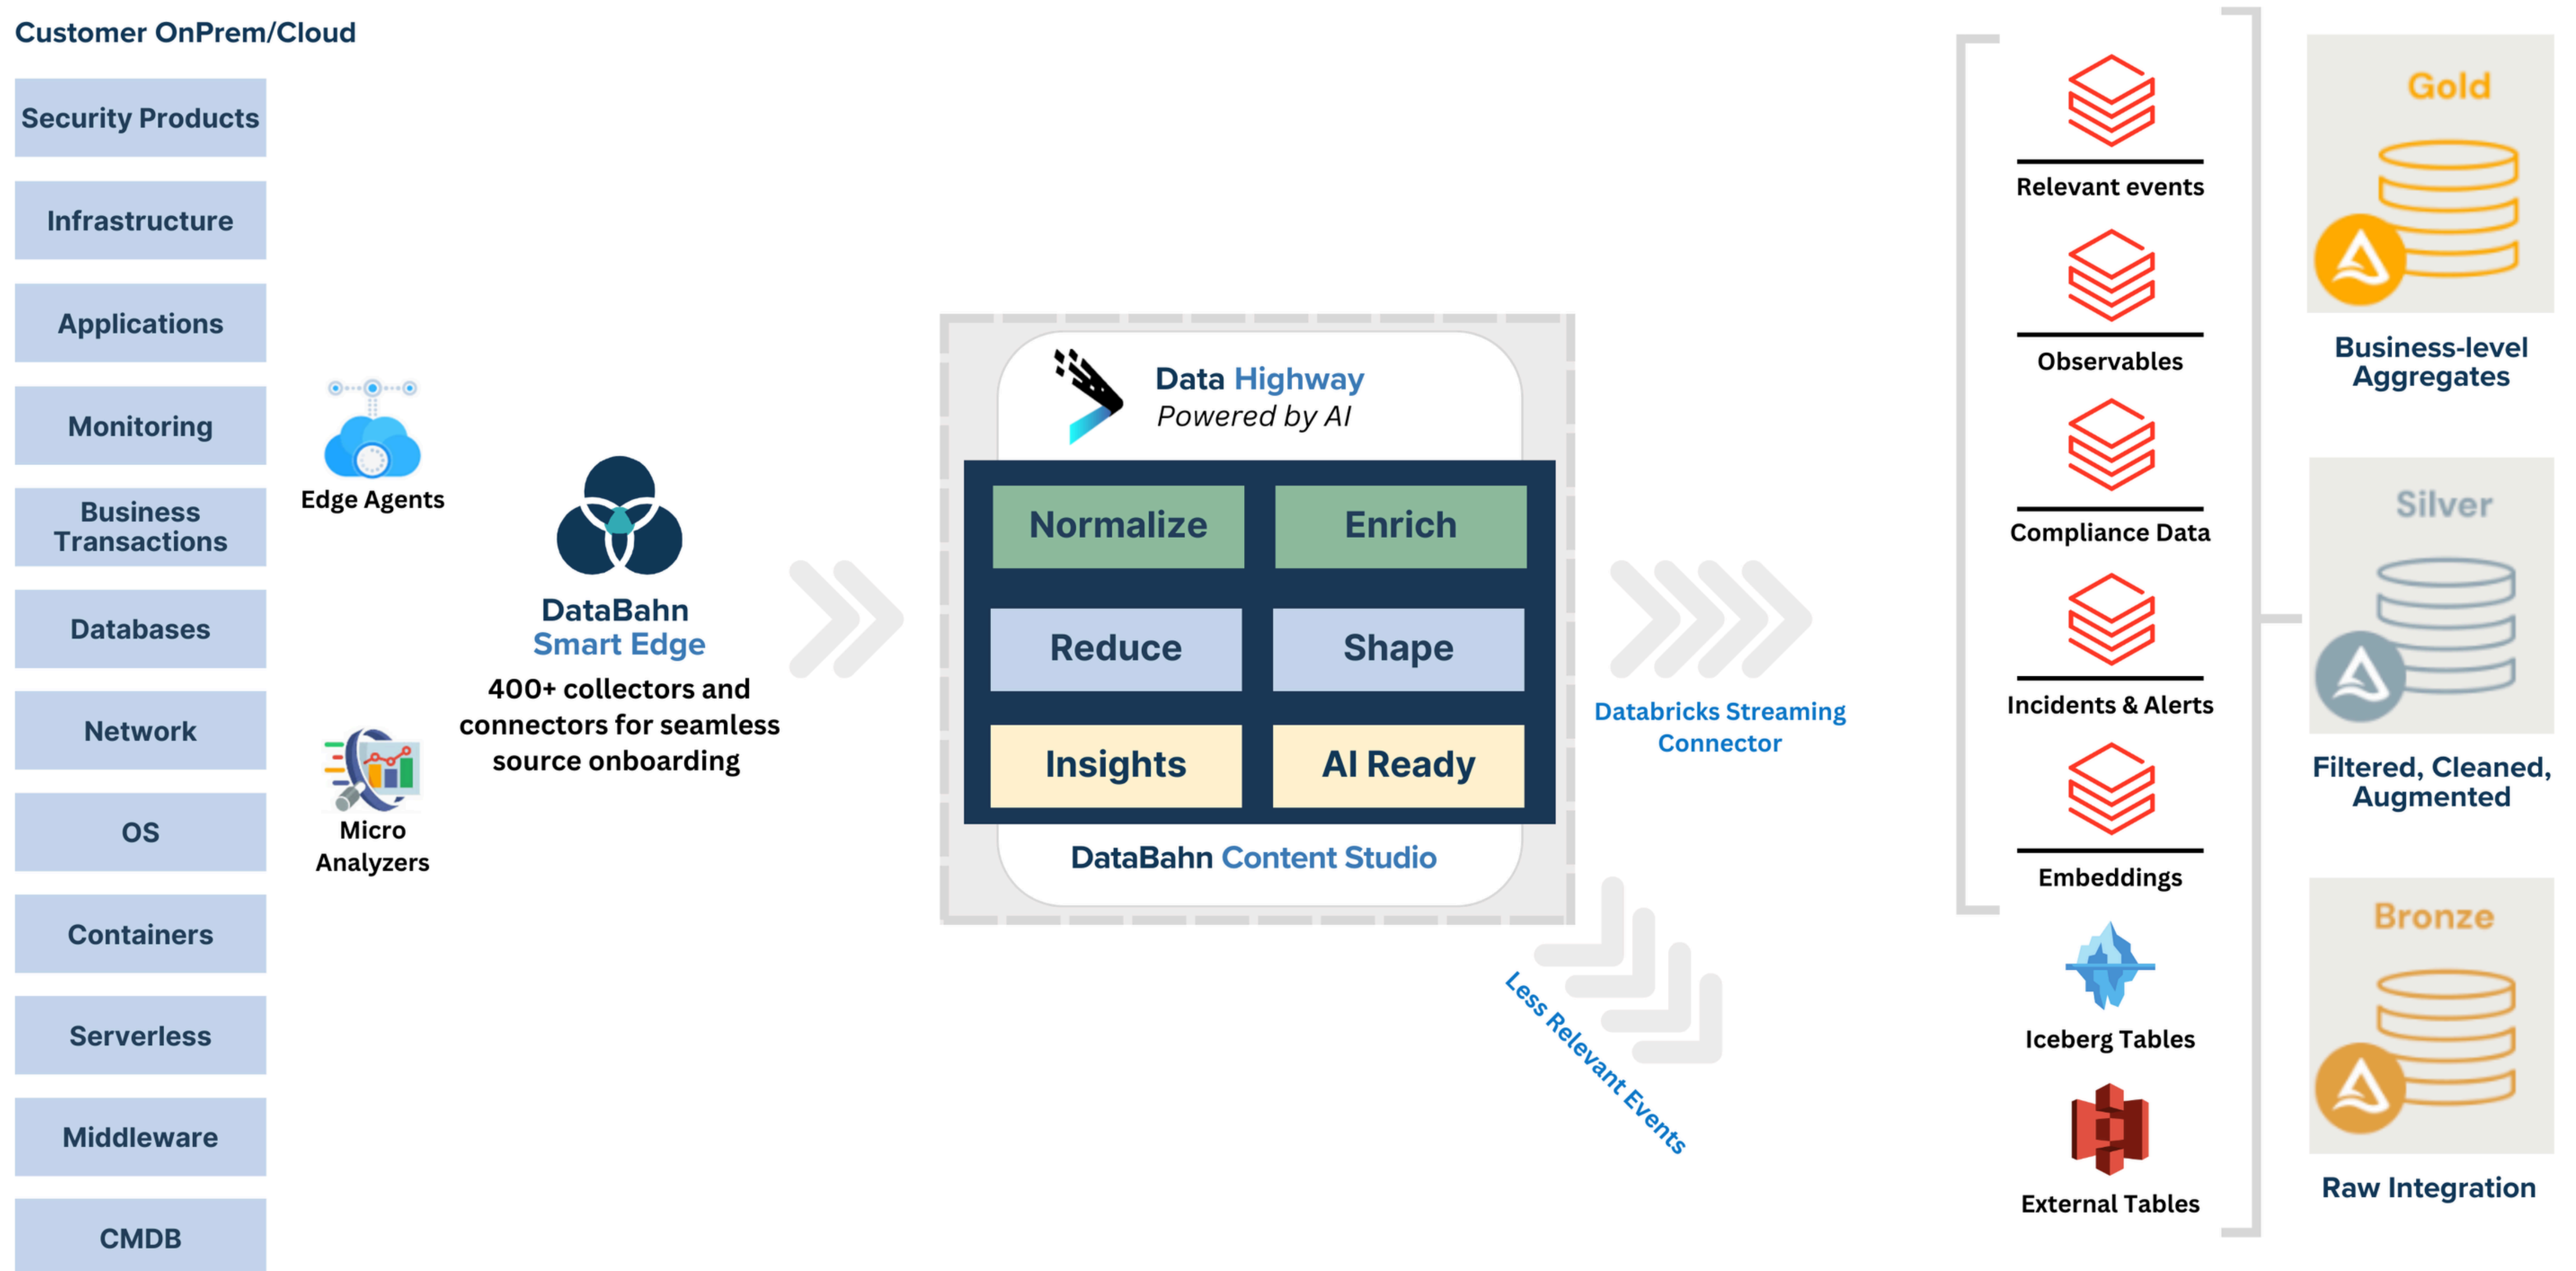 Customer OnPrem/Cloud
Security Products
Infrastructure
Applications
Monitoring
Business
Transactions
Databases
Network
OS
Containers
Serverless
Middleware
CMDB
Edge Agents
Micro
Analyzers
DataBahn
Smart Edge
400+ collectors and
connectors for seamless
source onboarding
Data Highway
Powered by AI
Normalize
Enrich
Reduce
Shape
Insights
AI Ready
DataBahn Content Studio
Databricks Streaming
Connector
Less Relevant Events
Relevant events
Observables
Compliance Data
Incidents & Alerts
Embeddings
Iceberg Tables
External Tables
Gold
Business-level
Aggregates
Silver
Filtered, Cleaned,
Augmented
Bronze
Raw Integration